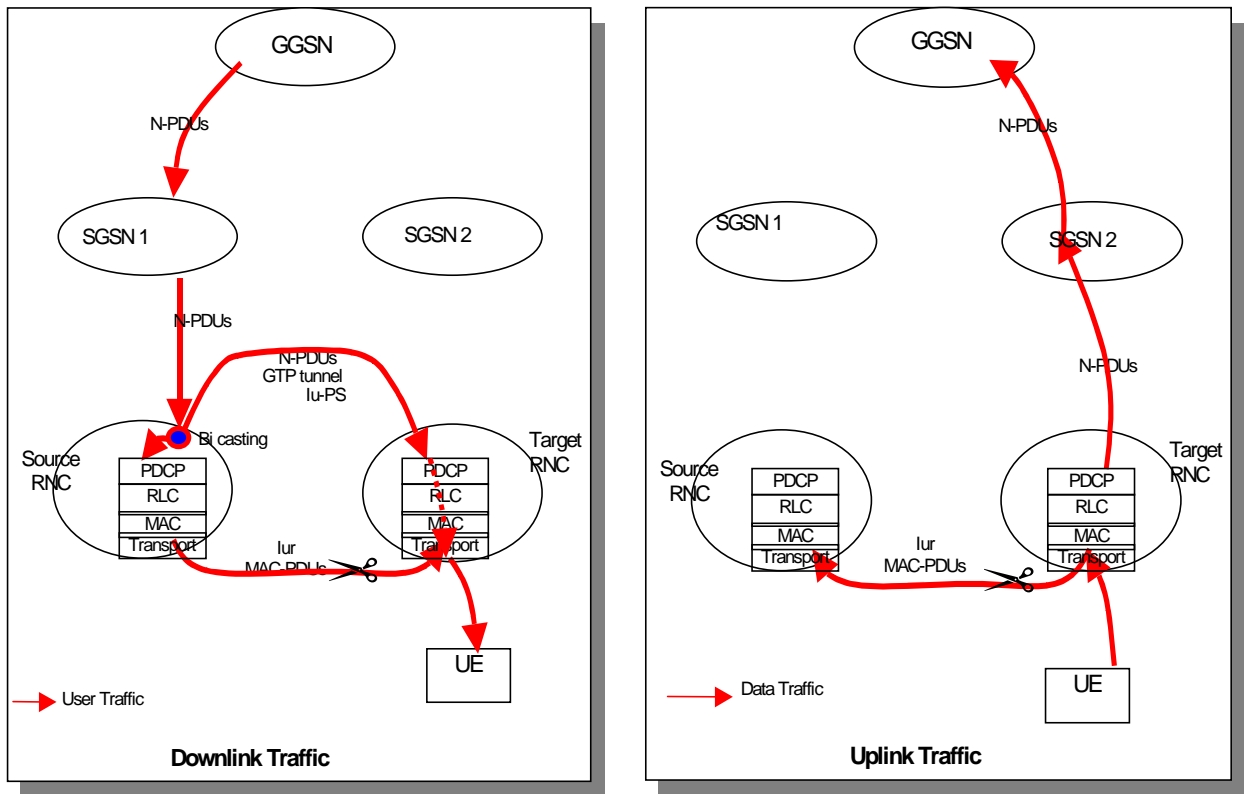 GGSN
N-PDUs
SGSN 1
SGSN 2
N-PDUs
N-PDUs
GTP tunnel
Iu-PS
Bi casting
Source
RNC
Target
RNC
PDCP
RLC
MAC
Transport
PDCP
RLC
MAC
Transport
Iur
MAC-PDUs
UE
User Traffic
Downlink Traffic
GGSN
N-PDUs
SGSN 1
SGSN 2
N-PDUs
Source
RNC
Target
RNC
PDCP
RLC
MAC
Transport
PDCP
RLC
MAC
Transport
Iur
MAC-PDUs
UE
Data Traffic
Uplink Traffic